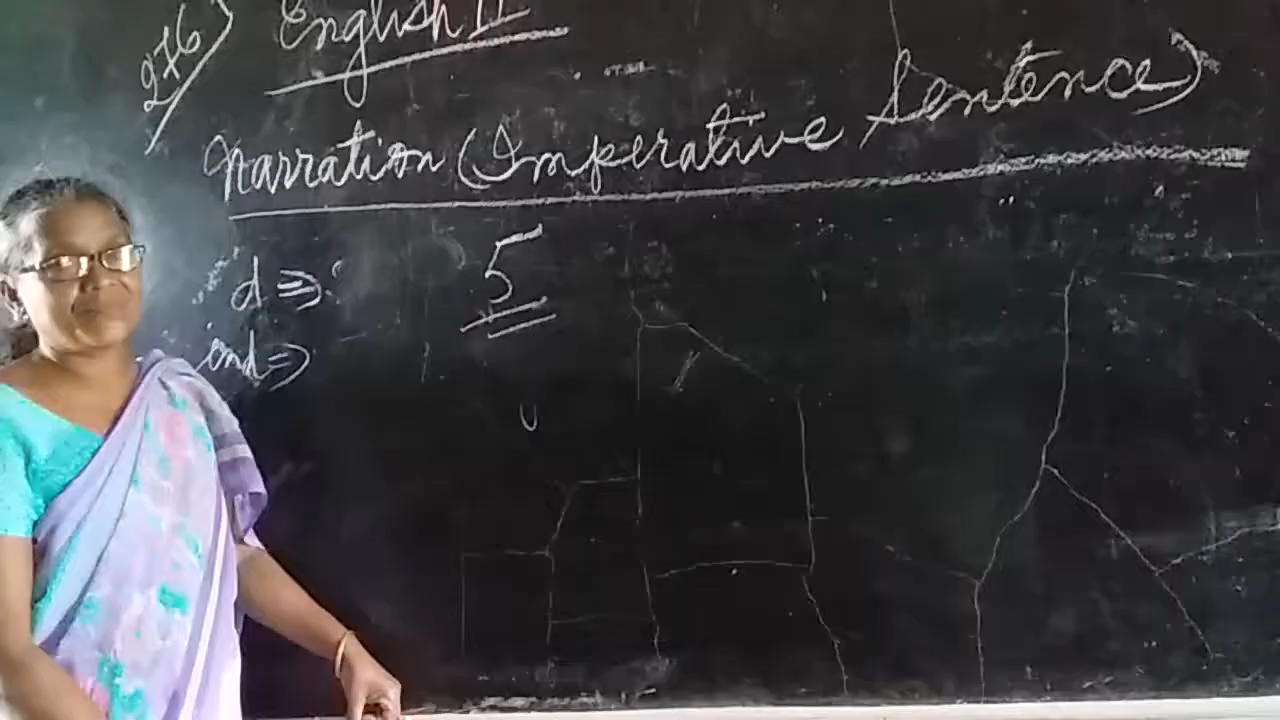 276) English II
Narration (Imperative Sentence)
d ⇒: 5
ind ⇒